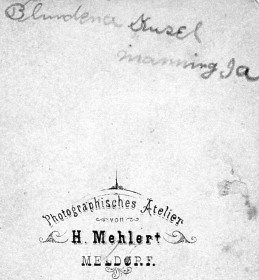 Blundena Kusel
Manning Ia
Photographisches Atelier
von
H. Mehlert
MELDORF.